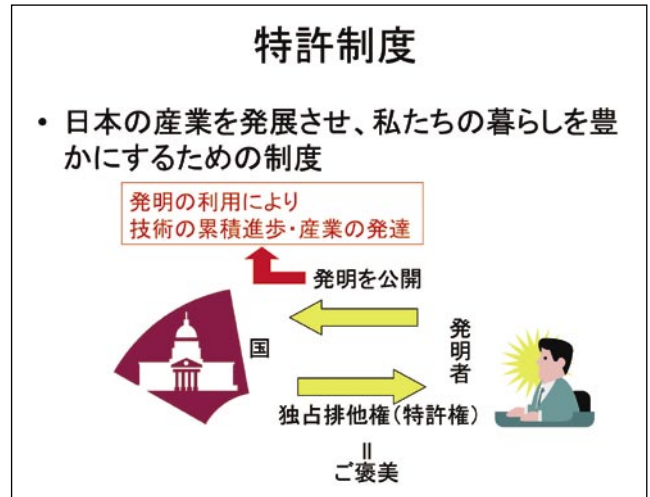 特許制度
• 日本の産業を発展させ、私たちの暮らしを豊
かにするための制度
発明の利用により
技術の累積進歩・産業の発達
発明を公開
国
発明者
独占排他権(特許権)
=
ご褒美